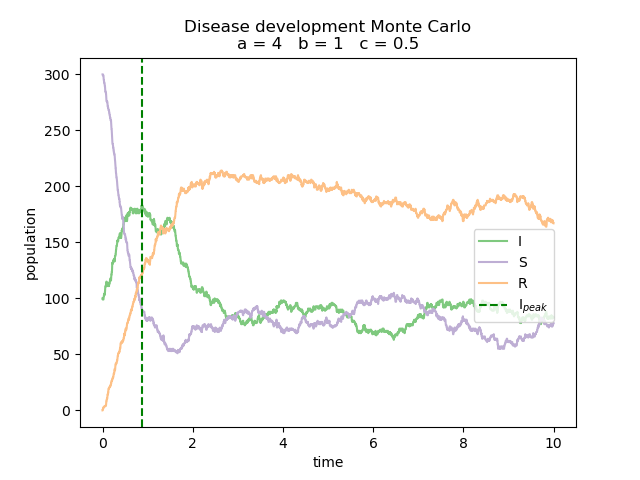 Disease development Monte Carlo
a = 4   b = 1   c = 0.5
population
300
250
200
150
100
50
0
I
S
R
I_peak
0 2 4 6 8 10
time